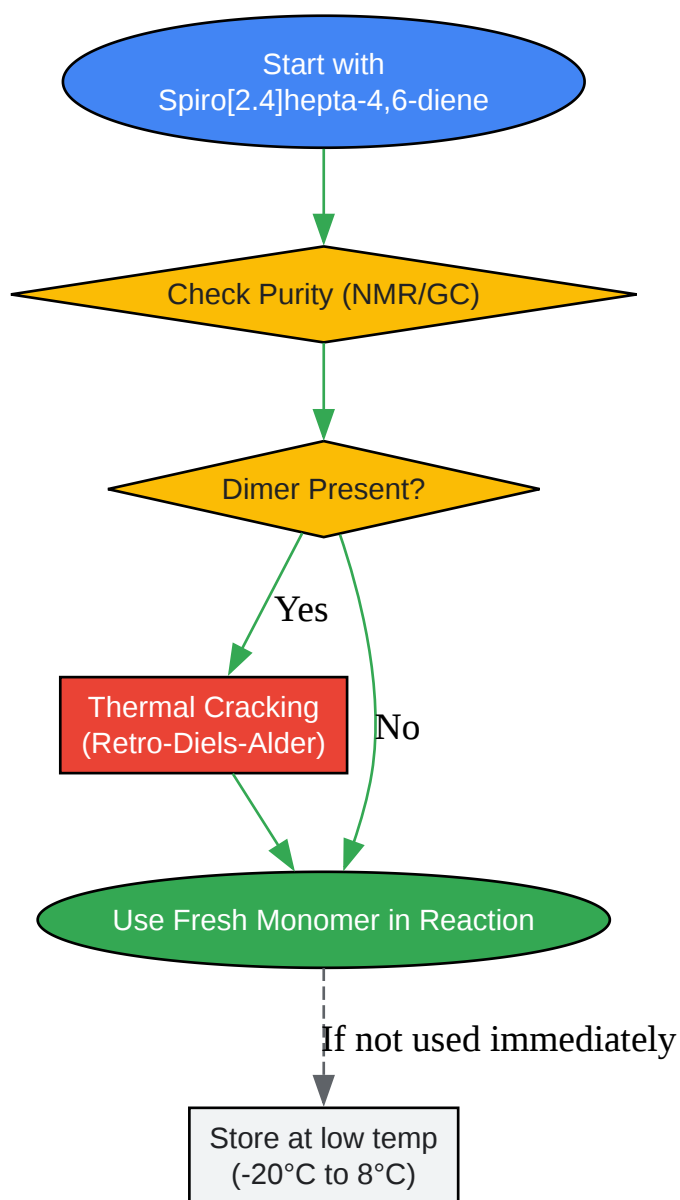 Start with
Spiro[2.4]hepta-4,6-diene
Check Purity (NMR/GC)
Dimer Present?
Yes
Thermal Cracking
(Retro-Diels-Alder)
No
Use Fresh Monomer in Reaction
If not used immediately
Store at low temp
(-20°C to 8°C)